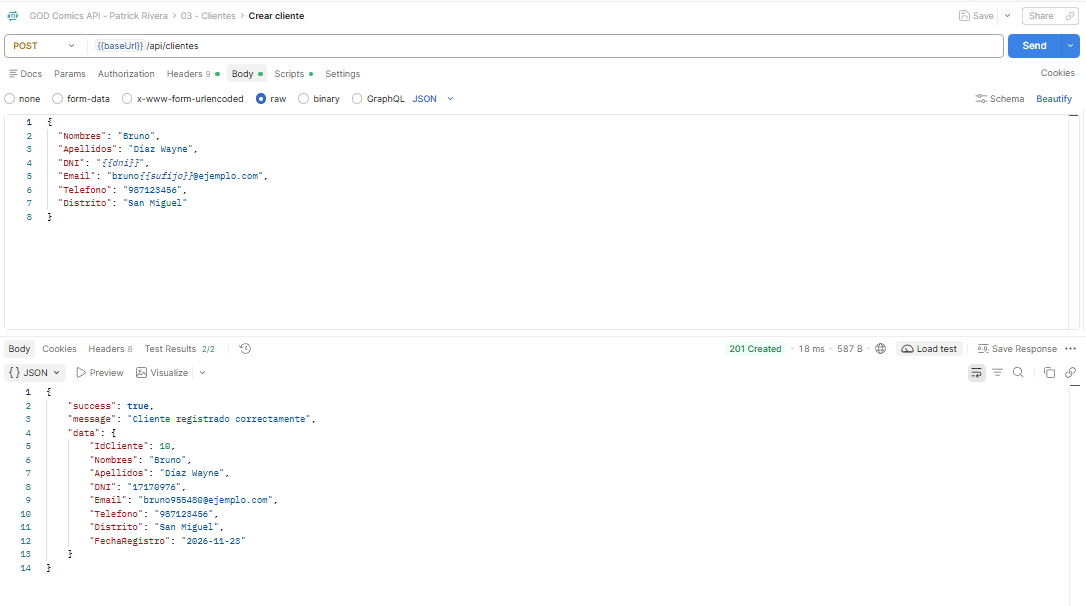 HTTP GOD Comics API - Patrick Rivera > 03 - Clientes > Crear cliente Save Share
POST {{baseUrl}} /api/clientes Send
Docs Params Authorization Headers 9 Body Scripts Settings Cookies
none form-data x-www-form-urlencoded raw binary GraphQL JSON Schema Beautify
1 {
2 "Nombres": "Bruno",
3 "Apellidos": "Díaz Wayne",
4 "DNI": "{{dni}}",
5 "Email": "bruno{{sufijo}}@ejemplo.com",
6 "Telefono": "987123456",
7 "Distrito": "San Miguel"
8 }
Body Cookies Headers 8 Test Results 2/2 201 Created • 18 ms • 587 B Load test Save Response
{} JSON Preview Visualize
1 {
2 "success": true,
3 "message": "Cliente registrado correctamente",
4 "data": {
5 "IdCliente": 10,
6 "Nombres": "Bruno",
7 "Apellidos": "Díaz Wayne",
8 "DNI": "17170976",
9 "Email": "bruno955480@ejemplo.com",
10 "Telefono": "987123456",
11 "Distrito": "San Miguel",
12 "FechaRegistro": "2026-11-23"
13 }
14 }